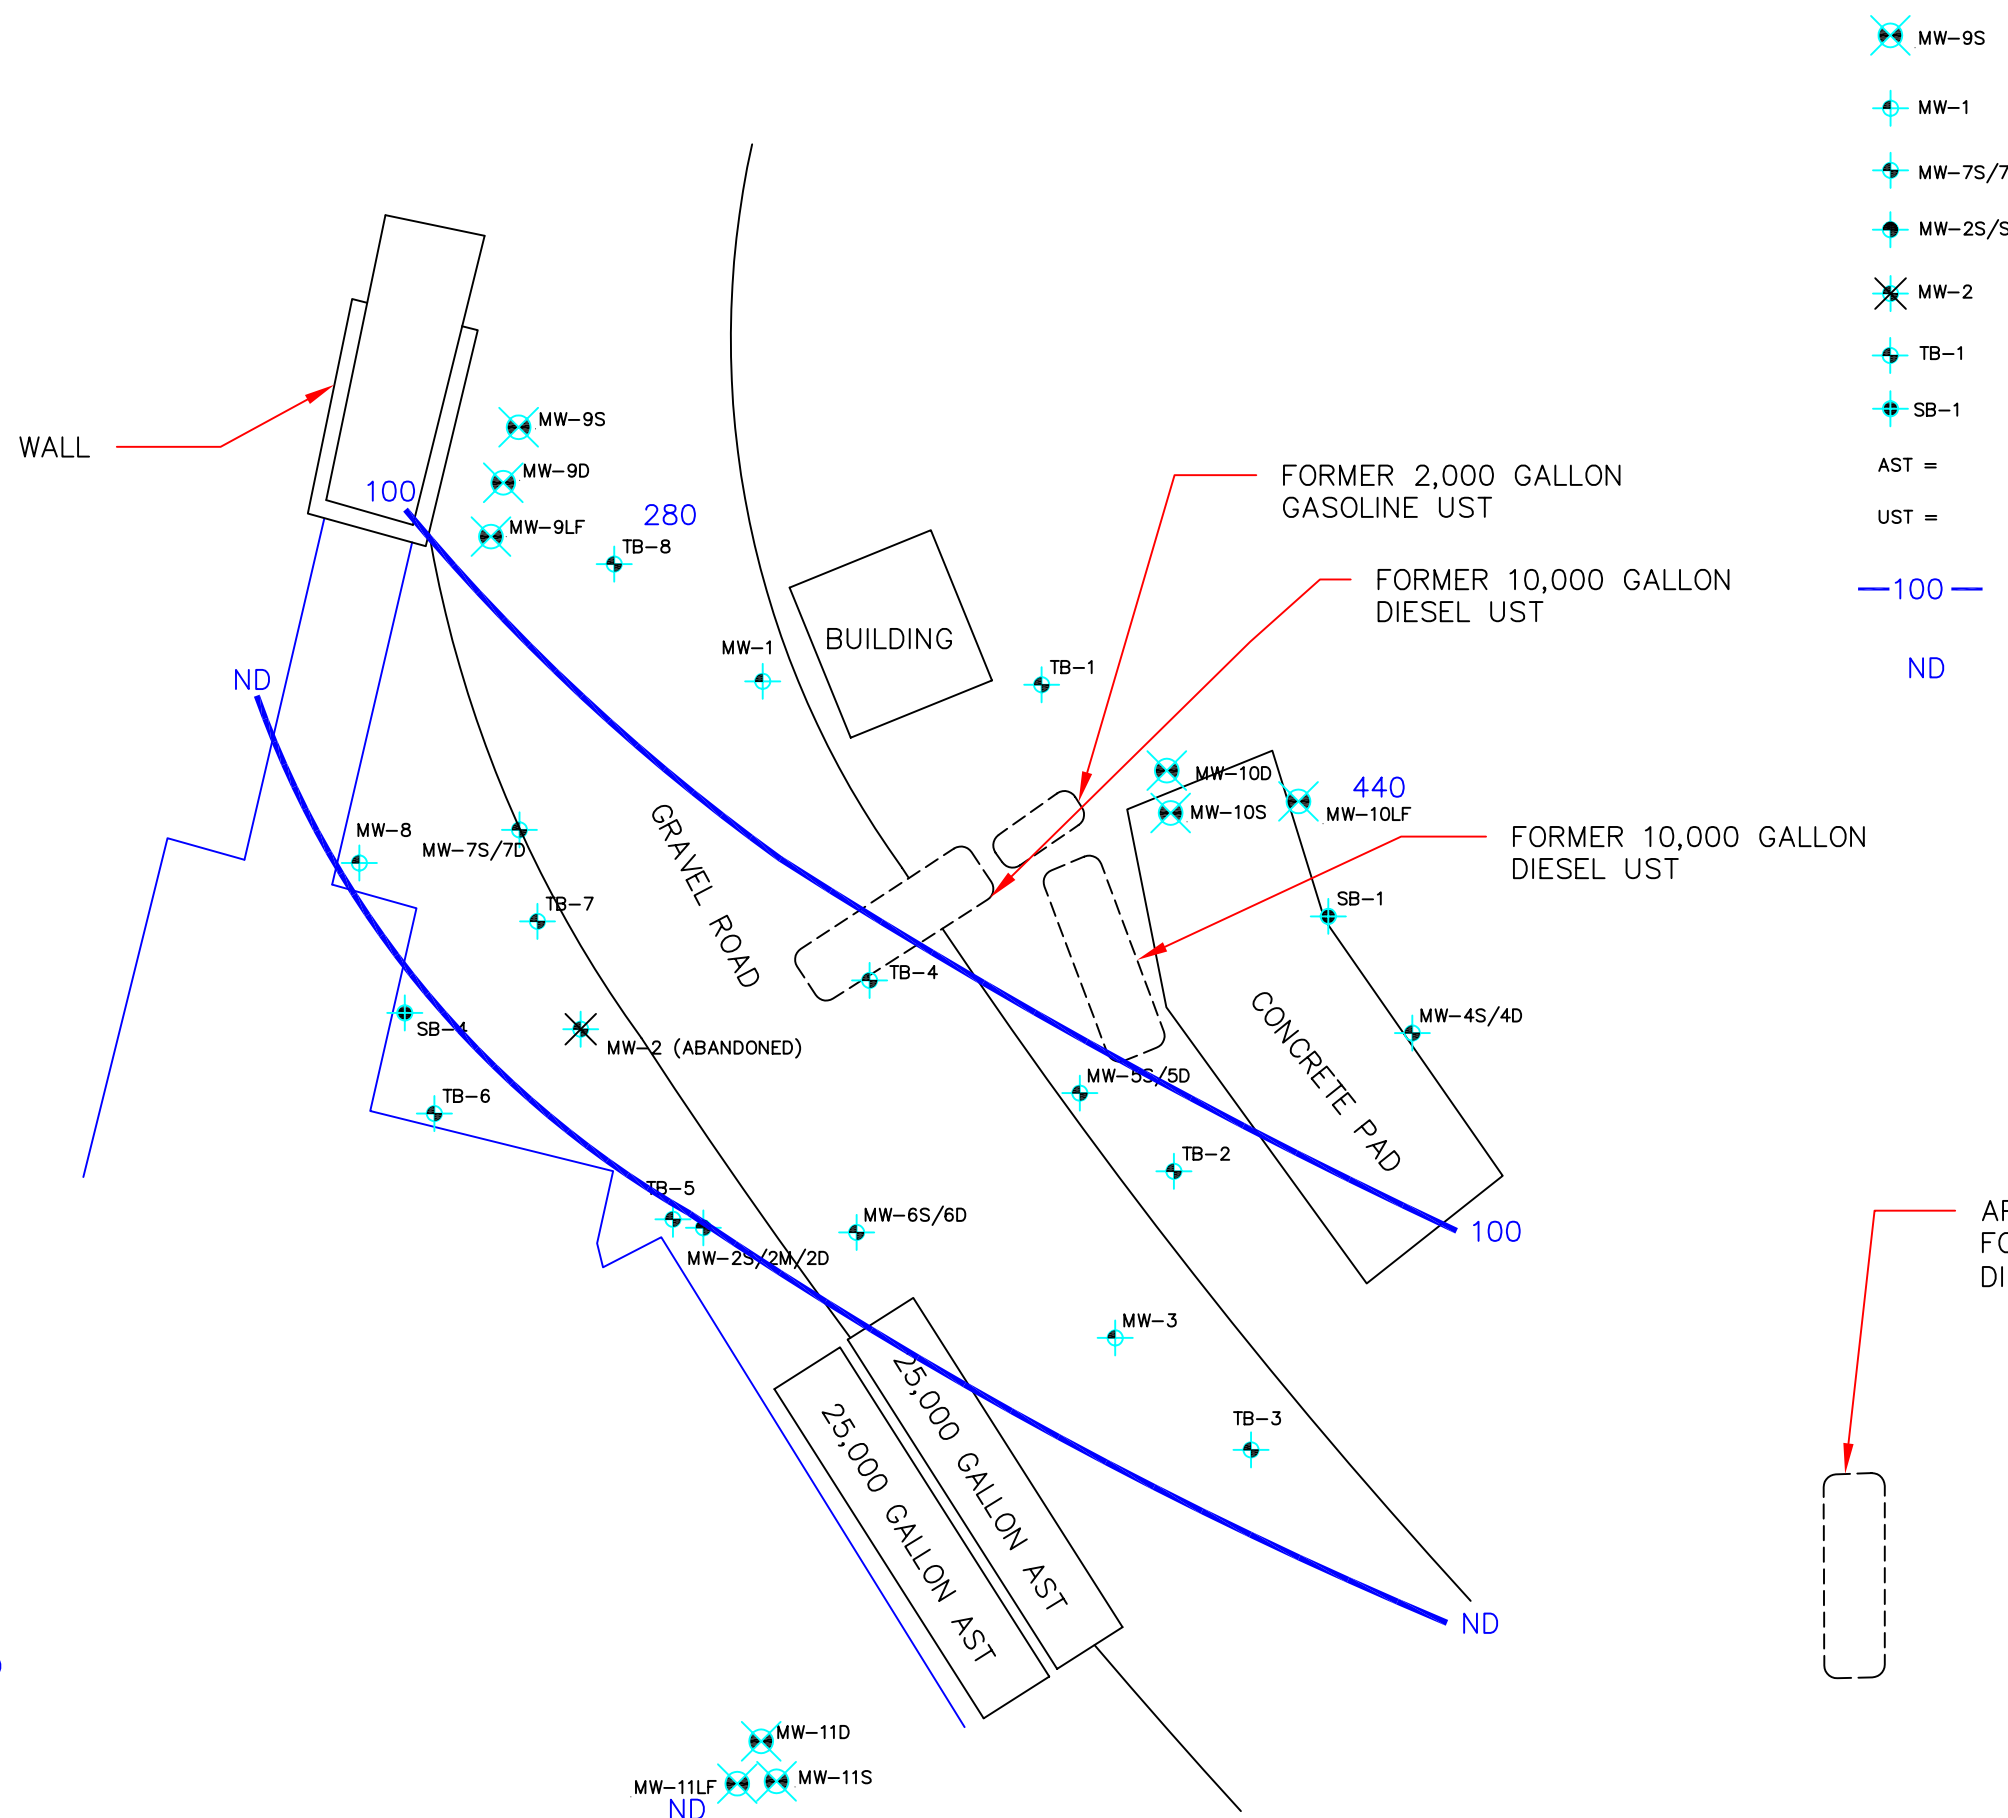 MW-9S
MW-1
MW-7S/7
MW-2S/S
MW-2
TB-1
SB-1
AST =
UST =
100
ND
WALL
100
MW-9S
MW-9D
MW-9LF
280
TB-8
FORMER 2,000 GALLON
GASOLINE UST
FORMER 10,000 GALLON
DIESEL UST
BUILDING
MW-1
TB-1
ND
MW-10D
MW-10S
440
MW-10LF
FORMER 10,000 GALLON
DIESEL UST
MW-8
MW-7S/7D
GRAVEL ROAD
TB-7
SB-1
TB-4
SB-4
MW-2 (ABANDONED)
CONCRETE PAD
MW-4S/4D
MW-5S/5D
TB-6
TB-2
TB-5
MW-6S/6D
MW-2S/2M/2D
100
MW-3
TB-3
25,000 GALLON AST
25,000 GALLON AST
ND
MW-11D
MW-11LF
MW-11S
ND